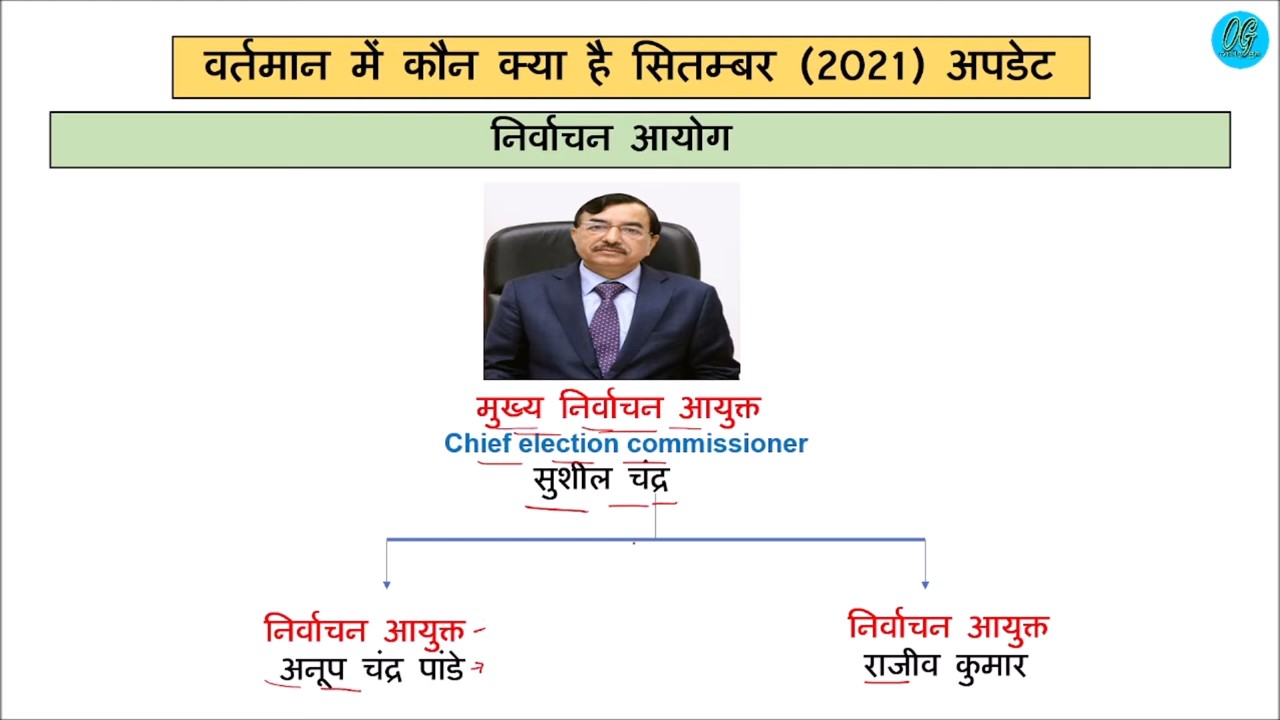 वर्तमान में कौन क्या है सितम्बर (2021) अपडेट
OG
निर्वाचन आयोग
मुख्य निर्वाचन आयुक्त
Chief election commissioner
सुशील चंद्र
निर्वाचन आयुक्त
अनूप चंद्र पांडे
निर्वाचन आयुक्त
राजीव कुमार